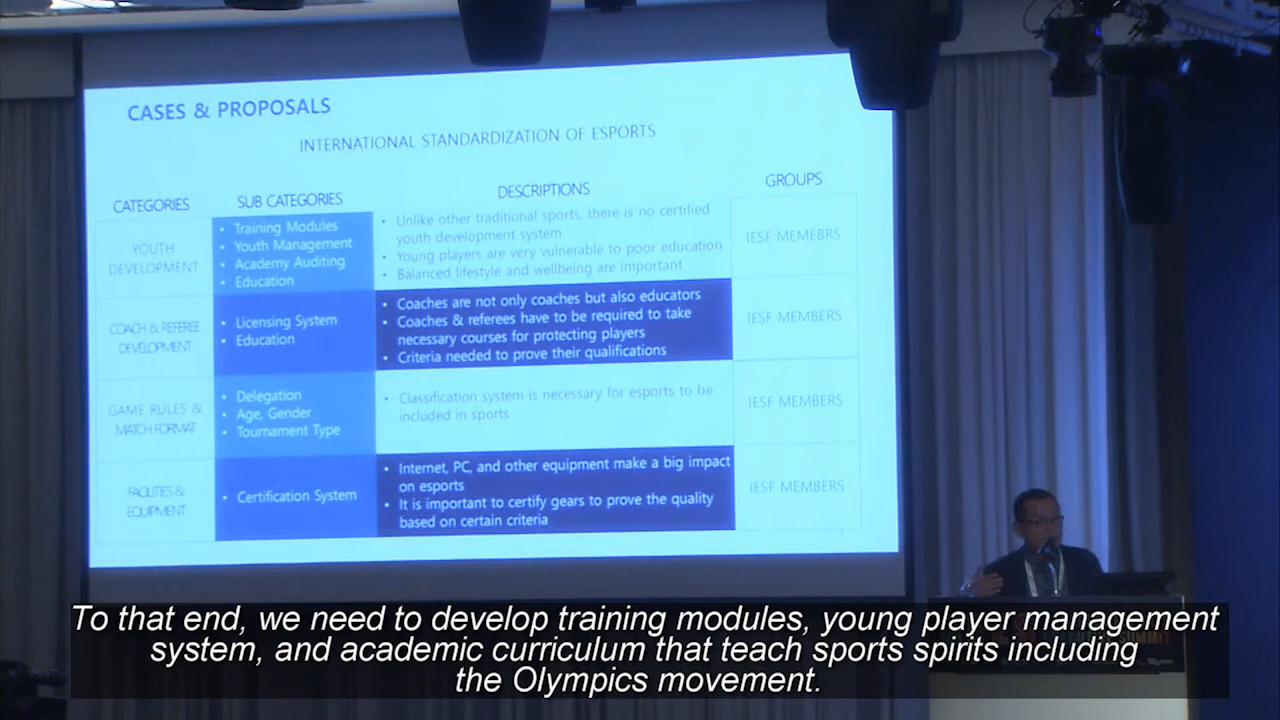 CASES & PROPOSALS
INTERNATIONAL STANDARDIZATION OF ESPORTS
CATEGORIES
SUB CATEGORIES
DESCRIPTIONS
GROUPS
YOUTH
DEVELOPMENT
• Training Modules
• Youth Management
• Academy Auditing
• Education
• Unlike other traditional sports, there is no certified
youth development system
• Young players are very vulnerable to poor education
• Balanced lifestyle and wellbeing are important
IESF MEMEBRS
COACH & REFEREE
DEVELOPMENT
• Licensing System
• Education
• Coaches are not only coaches but also educators
• Coaches & referees have to be required to take
necessary courses for protecting players
• Criteria needed to prove their qualifications
IESF MEMBERS
GAME RULES &
MATCH FORMAT
• Delegation
• Age, Gender
• Tournament Type
• Classification system is necessary for esports to be
included in sports
IESF MEMBERS
FACILITIES &
EQUIPMENT
• Certification System
• Internet, PC, and other equipment make a big impact
on esports
• It is important to certify gears to prove the quality
based on certain criteria
IESF MEMBERS
To that end, we need to develop training modules, young player management
system, and academic curriculum that teach sports spirits including
the Olympics movement.